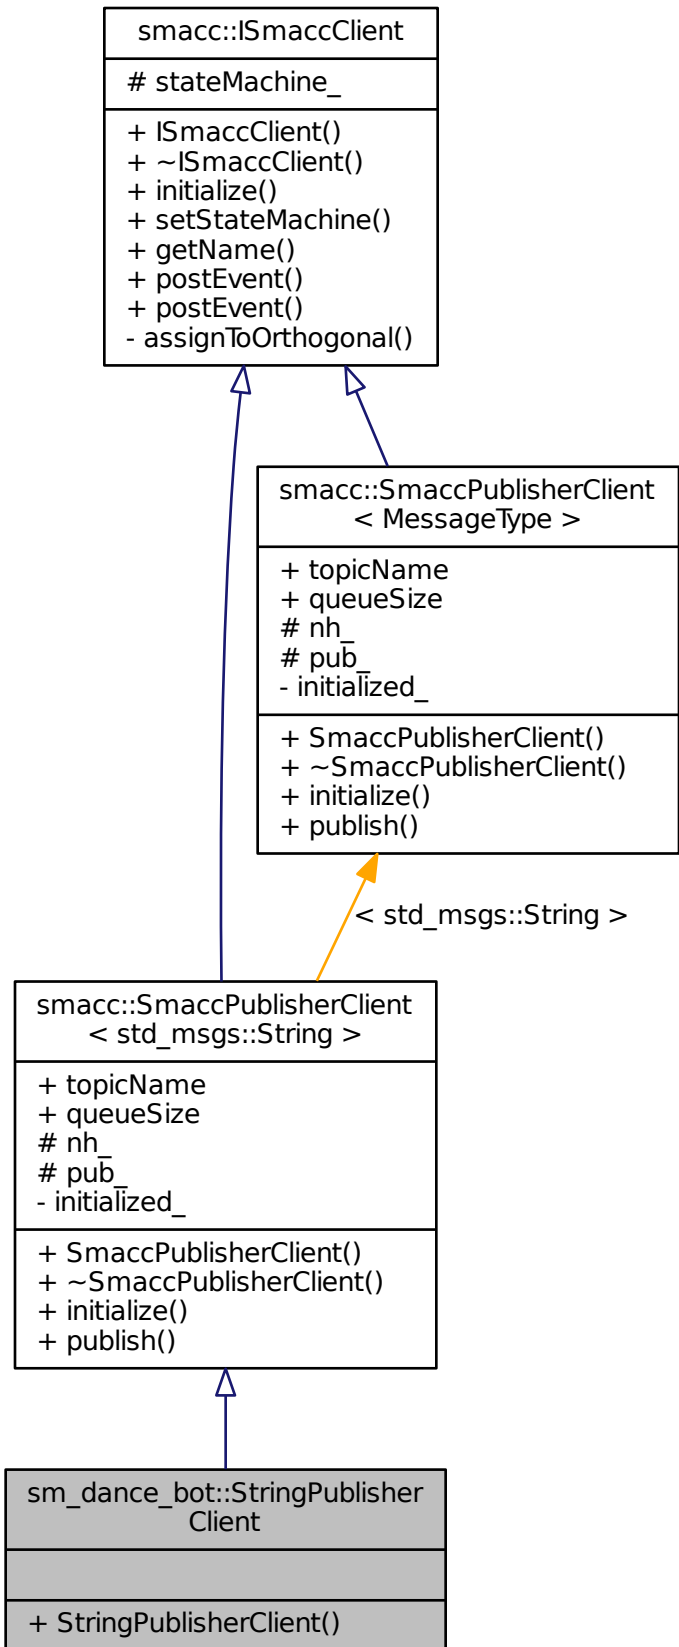 smacc::ISmaccClient
# stateMachine_
+ ISmaccClient()
+ ~ISmaccClient()
+ initialize()
+ setStateMachine()
+ getName()
+ postEvent()
+ postEvent()
- assignToOrthogonal()
smacc::SmaccPublisherClient
< MessageType >
+ topicName
+ queueSize
# nh_
# pub_
- initialized_
+ SmaccPublisherClient()
+ ~SmaccPublisherClient()
+ initialize()
+ publish()
< std_msgs::String >
smacc::SmaccPublisherClient
< std_msgs::String >
+ topicName
+ queueSize
# nh_
# pub_
- initialized_
+ SmaccPublisherClient()
+ ~SmaccPublisherClient()
+ initialize()
+ publish()
sm_dance_bot::StringPublisher
Client
+ StringPublisherClient()